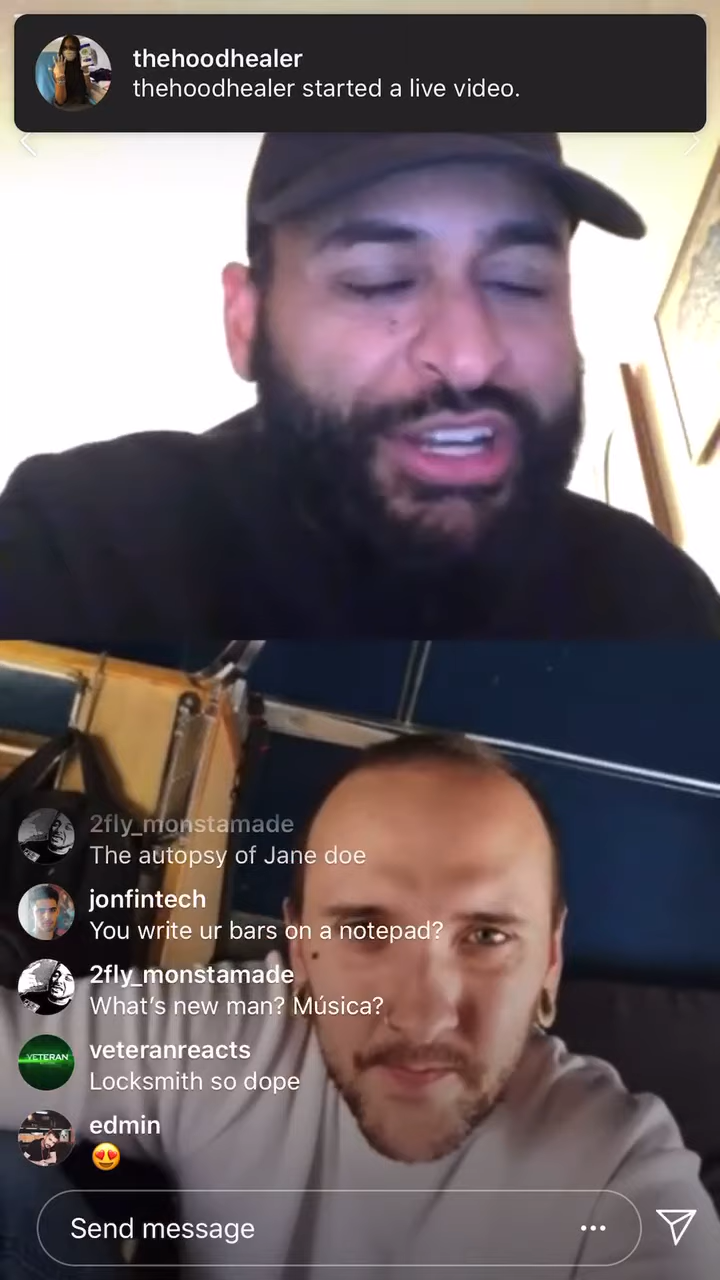 thehoodhealer
thehoodhealer started a live video.
2fly_monstamade
The autopsy of Jane doe
jonfintech
You write ur bars on a notepad?
2fly_monstamade
What's new man? Música?
VETERAN
veteranreacts
Locksmith so dope
edmin
😍
Send message